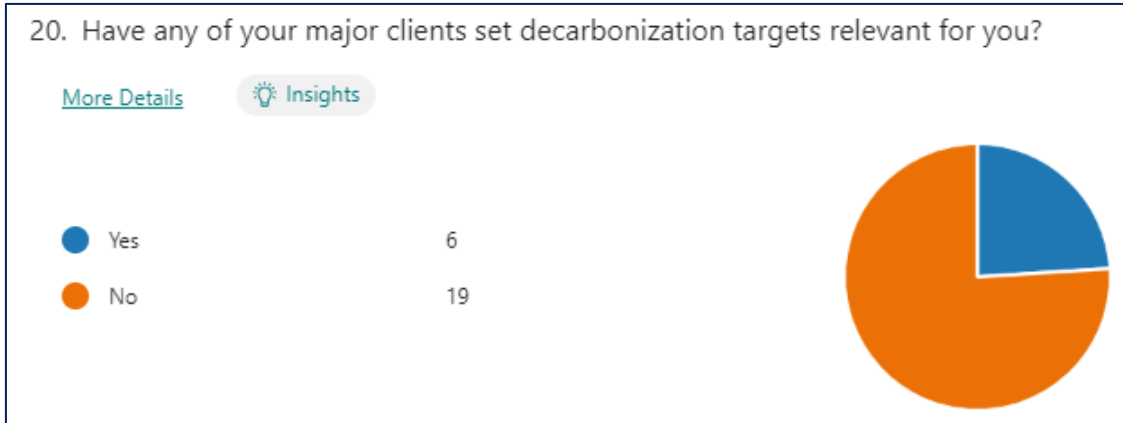 20. Have any of your major clients set decarbonization targets relevant for you?
More Details
Insights
Yes 6
No 19